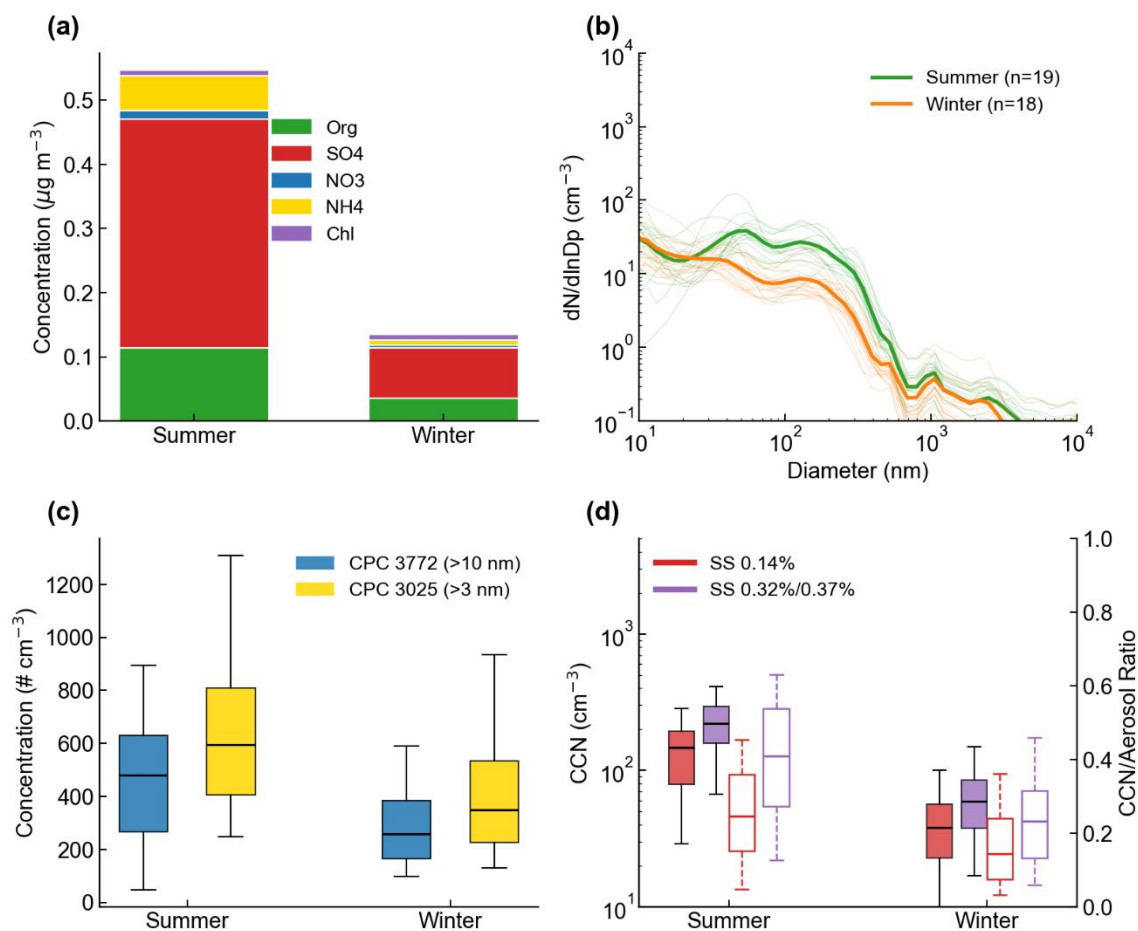 (a)
Concentration (μg m⁻³)
0.5
0.4
0.3
0.2
0.1
0.0
Org
SO4
NO3
NH4
Chl
Summer
Winter
(b)
dN/dlnDp (cm⁻³)
10⁴
10³
10²
10¹
10⁰
10⁻¹
Summer (n=19)
Winter (n=18)
10¹
10²
10³
10⁴
Diameter (nm)
(c)
Concentration (# cm⁻³)
1200
1000
800
600
400
200
0
CPC 3772 (>10 nm)
CPC 3025 (>3 nm)
Summer
Winter
(d)
CCN (cm⁻³)
10³
10²
10¹
SS 0.14%
SS 0.32%/0.37%
Summer
Winter
1.0
0.8
0.6
0.4
0.2
0.0
CCN/Aerosol Ratio